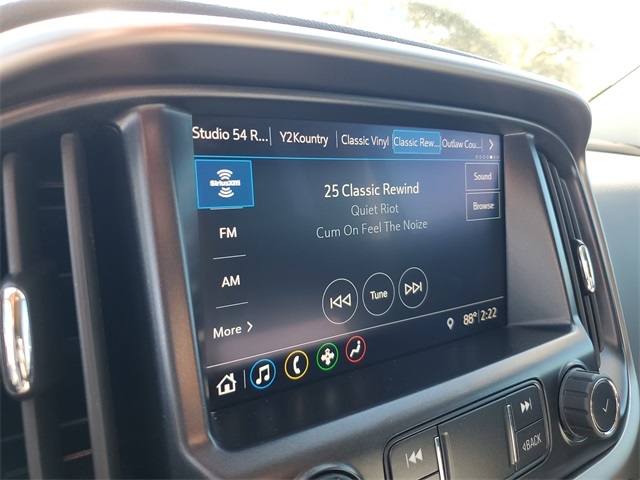 Studio 54 R... Y2Kountry Classic Vinyl Classic Rew... Outlaw Cou...
SiriusXM
25 Classic Rewind
Quiet Riot
Cum On Feel The Noize
Sound
Browse
FM
AM
More
Tune
88° 2:22
BACK